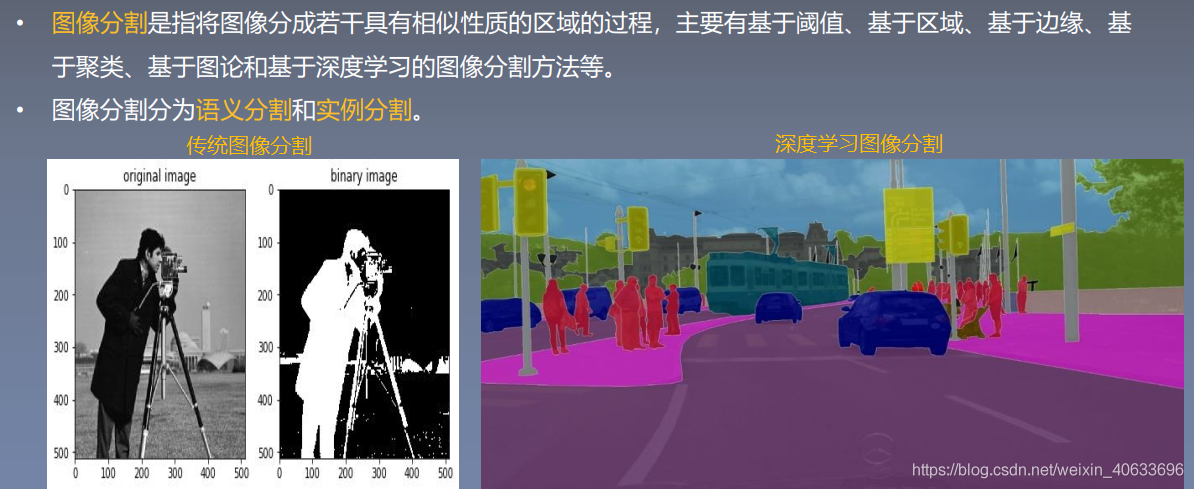 • 图像分割是指将图像分成若干具有相似性质的区域的过程，主要有基于阈值、基于区域、基于边缘、基
于聚类、基于图论和基于深度学习的图像分割方法等。
• 图像分割分为语义分割和实例分割。
传统图像分割
深度学习图像分割
original image
binary image
0
100
200
300
400
500
0 100 200 300 400 500
0
100
200
300
400
500
0 100 200 300 400 500
https://blog.csdn.net/weixin_40633696